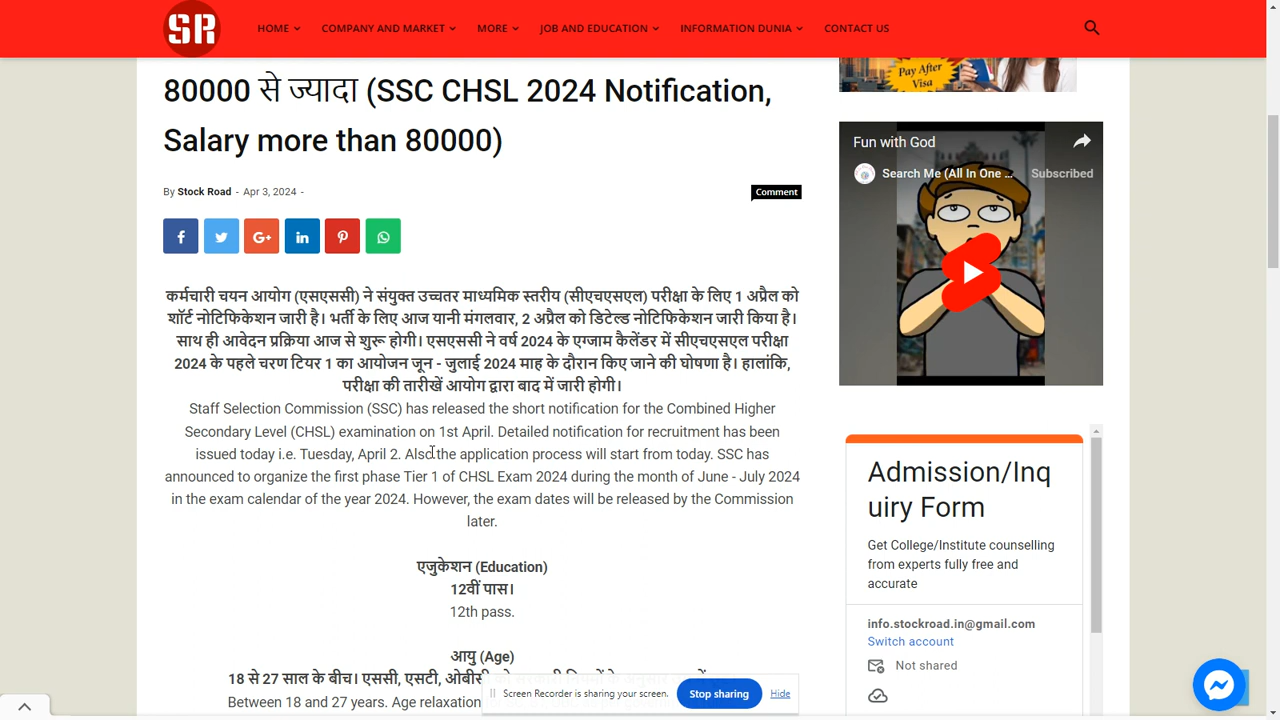 SR HOME COMPANY AND MARKET MORE JOB AND EDUCATION INFORMATION DUNIA CONTACT US
80000 से ज्यादा (SSC CHSL 2024 Notification,
Salary more than 80000)
By Stock Road - Apr 3, 2024 -
Comment
कर्मचारी चयन आयोग (एसएससी) ने संयुक्त उच्चतर माध्यमिक स्तरीय (सीएचएसएल) परीक्षा के लिए 1 अप्रैल को
शॉर्ट नोटिफिकेशन जारी है। भर्ती के लिए आज यानी मंगलवार, 2 अप्रैल को डिटेल्ड नोटिफिकेशन जारी किया है।
साथ ही आवेदन प्रक्रिया आज से शुरू होगी। एसएससी ने वर्ष 2024 के एग्जाम कैलेंडर में सीएचएसएल परीक्षा
2024 के पहले चरण टियर 1 का आयोजन जून - जुलाई 2024 माह के दौरान किए जाने की घोषणा है। हालांकि,
परीक्षा की तारीखें आयोग द्वारा बाद में जारी होगी।
Staff Selection Commission (SSC) has released the short notification for the Combined Higher
Secondary Level (CHSL) examination on 1st April. Detailed notification for recruitment has been
issued today i.e. Tuesday, April 2. Also the application process will start from today. SSC has
announced to organize the first phase Tier 1 of CHSL Exam 2024 during the month of June - July 2024
in the exam calendar of the year 2024. However, the exam dates will be released by the Commission
later.
एजुकेशन (Education)
12वीं पास।
12th pass.
आयु (Age)
18 से 27 साल के बीच। एससी, एसटी, ओबीसी
Between 18 and 27 years. Age relaxation
Screen Recorder is sharing your screen. Stop sharing Hide
Pay After
Visa
Fun with God
Search Me (All In One ... Subscribed
Admission/Inq
uiry Form
Get College/Institute counselling
from experts fully free and
accurate
info.stockroad.in@gmail.com
Switch account
Not shared